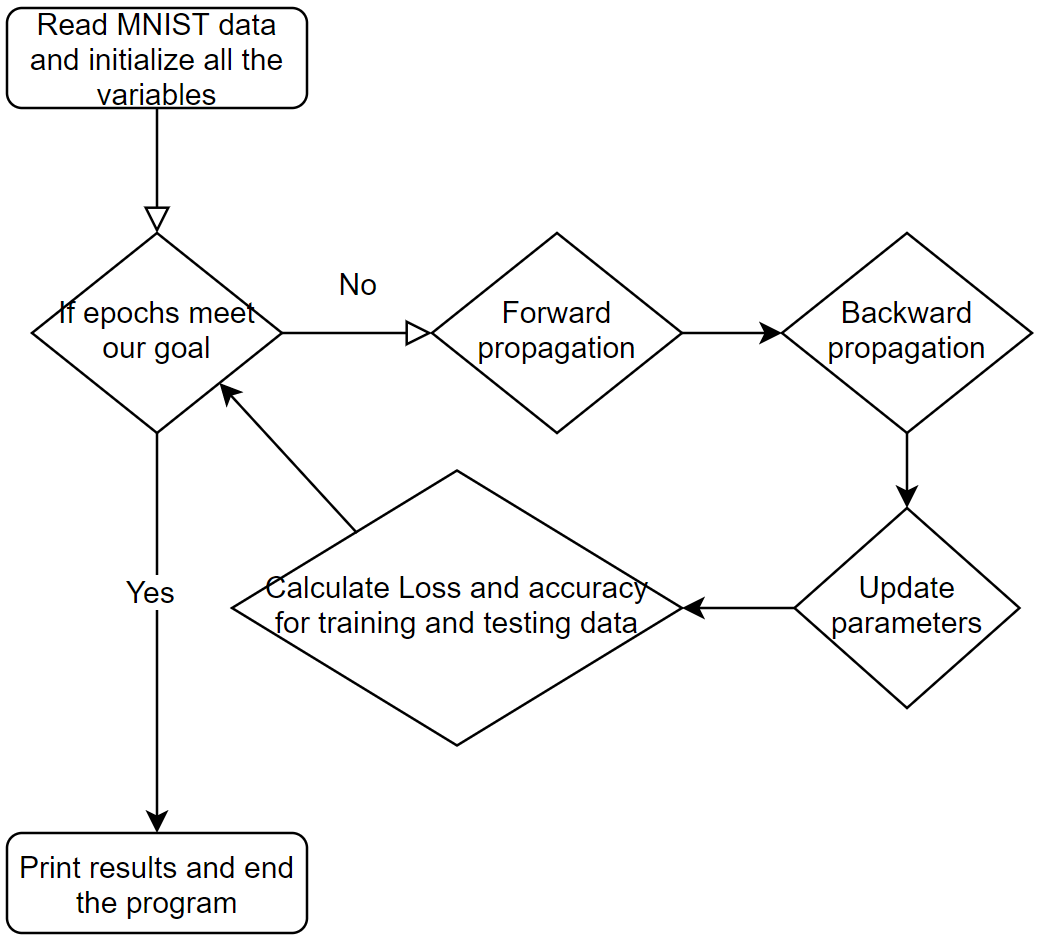 Read MNIST data
and initialize all the
variables
If epochs meet
our goal
No
Forward
propagation
Backward
propagation
Update
parameters
Calculate Loss and accuracy
for training and testing data
Yes
Print results and end
the program